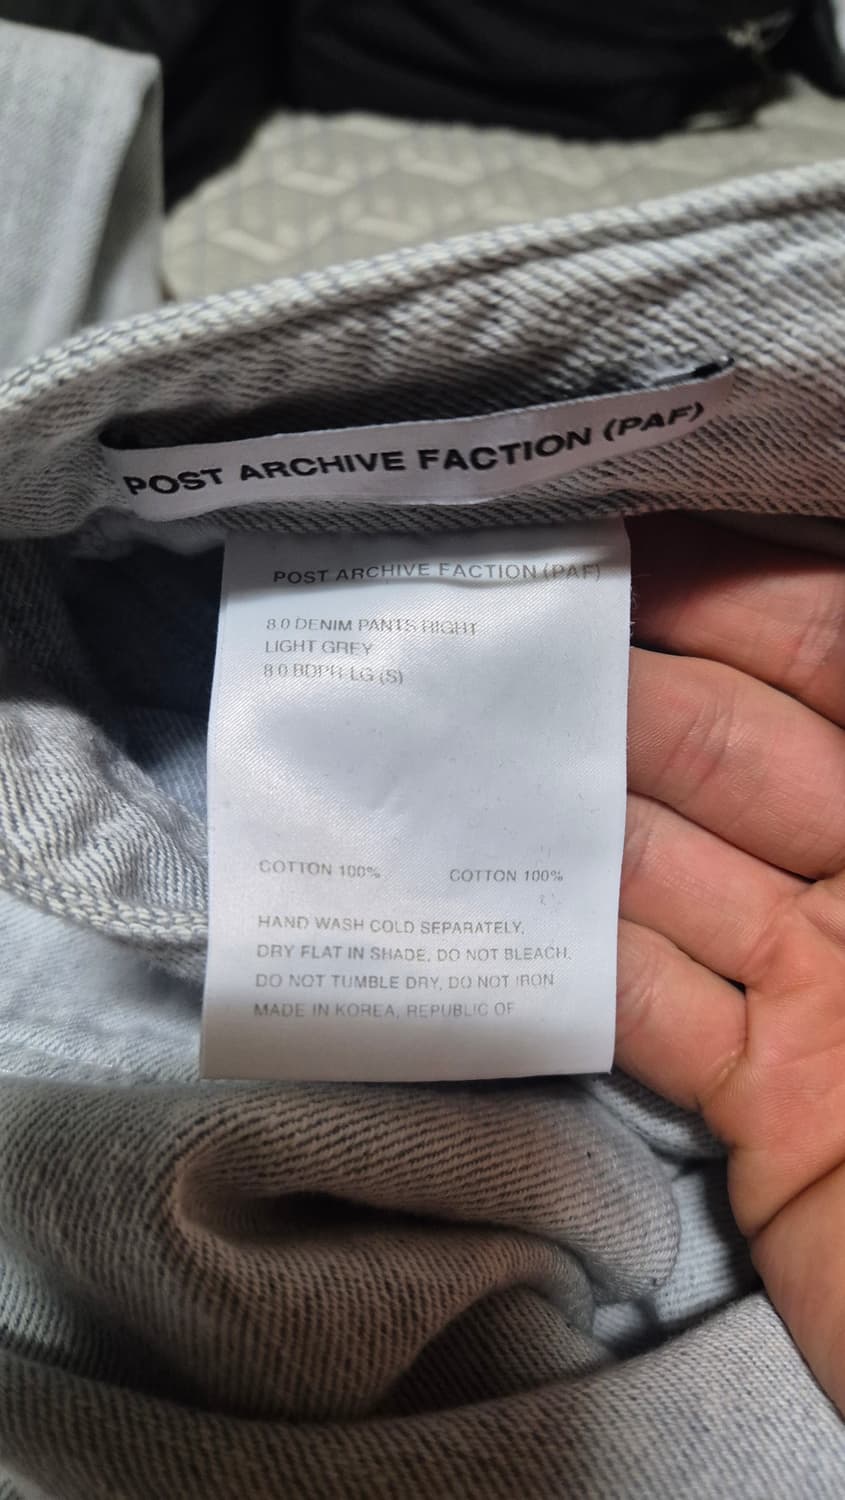 POST ARCHIVE FACTION (PAF)
POST ARCHIVE FACTION (PAF)
8.0 DENIM PANTS RIGHT
LIGHT GREY
8.0 BDPR-LG (S)
COTTON 100% COTTON 100%
HAND WASH COLD SEPARATELY,
DRY FLAT IN SHADE, DO NOT BLEACH,
DO NOT TUMBLE DRY, DO NOT IRON
MADE IN KOREA, REPUBLIC OF